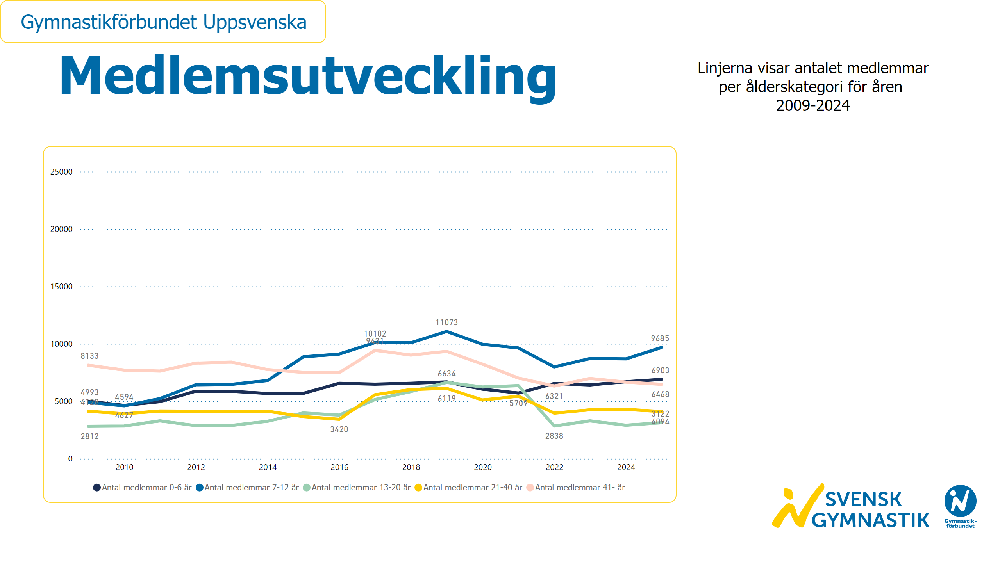 Gymnastikförbundet Uppsvenska
Medlemsutveckling
Linjerna visar antalet medlemmar
per ålderskategori för åren
2009-2024
25000
20000
15000
10000
5000
0
11073
10102
9431
9685
8133
6903
6634
4993
4128
4594
4627
6119
5709
6321
6468
3122
4094
3420
2812
2838
2010 2012 2014 2016 2018 2020 2022 2024
Antal medlemmar 0-6 år Antal medlemmar 7-12 år Antal medlemmar 13-20 år Antal medlemmar 21-40 år Antal medlemmar 41- år
SVENSK
GYMNASTIK
Gymnastik-
förbundet